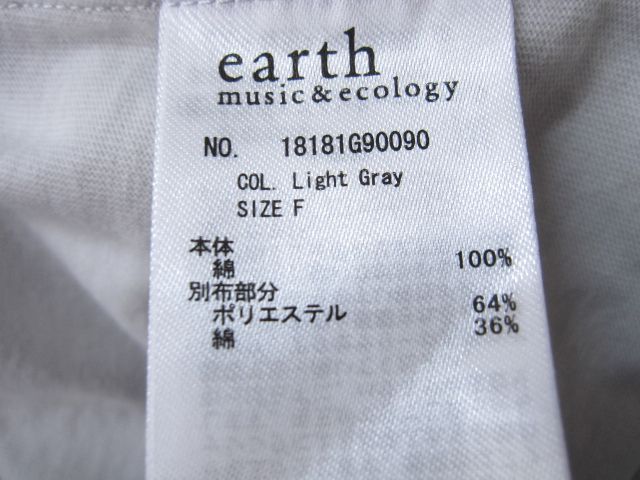 earth
music&ecology
NO. 18181G90090
COL. Light Gray
SIZE F
本体
綿 100%
別布部分
ポリエステル 64%
綿 36%